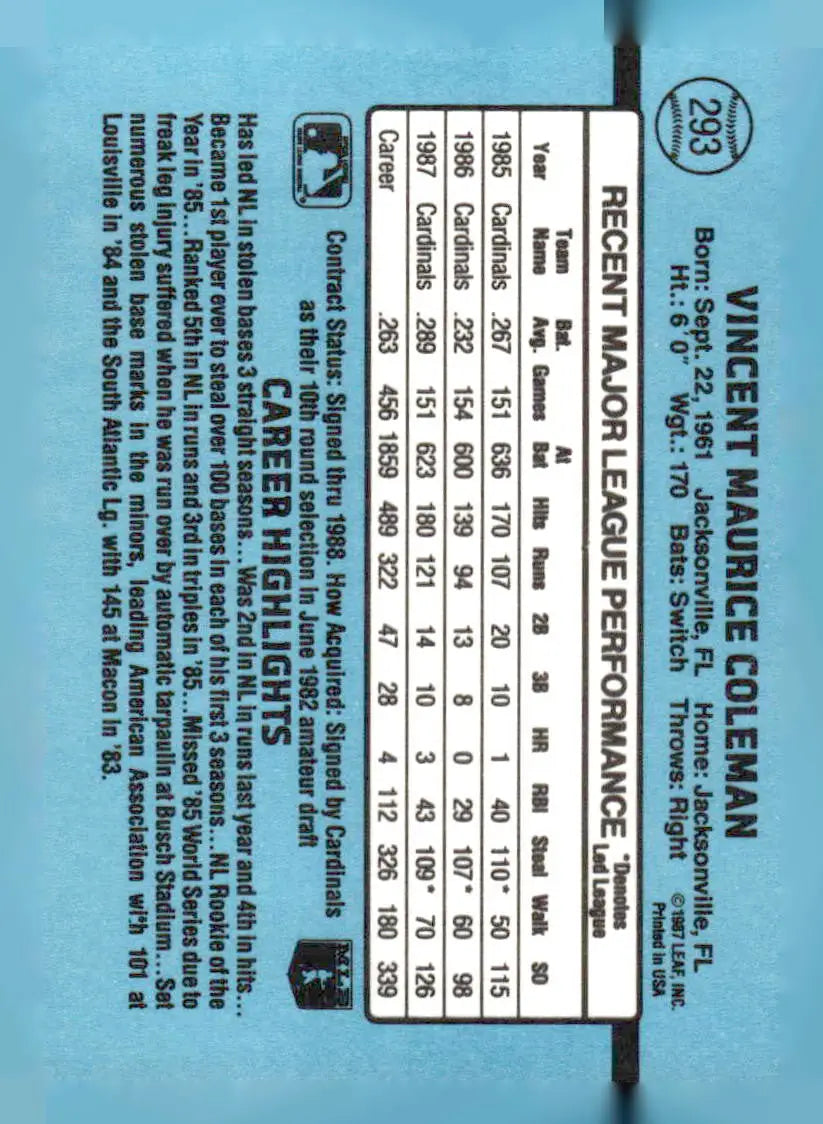 293
VINCENT MAURICE COLEMAN
Born: Sept. 22, 1961 Jacksonville, FL Home: Jacksonville, FL
Ht.: 6´0˝ Wgt.: 170 Bats: Switch Throws: Right
©1987 LEAF, INC.
Printed in USA
RECENT MAJOR LEAGUE PERFORMANCE *Denotes Led League
Year Team Name Bat. Avg. Games At Bat Hits Runs 2B 3B HR RBI Steal Walk SO
1985 Cardinals .267 151 636 170 107 20 10 1 40 110* 50 115
1986 Cardinals .232 154 600 139 94 13 8 0 29 107* 60 98
1987 Cardinals .289 151 623 180 121 14 10 3 43 109* 70 126
Career .263 456 1859 489 322 47 28 4 112 326 180 339
Contract Status: Signed thru 1988. How Acquired: Signed by Cardinals
as their 10th round selection in June 1982 amateur draft
MLB
CAREER HIGHLIGHTS
Has led NL in stolen bases 3 straight seasons...Was 2nd in NL in runs last year and 4th in hits...
Became 1st player ever to steal over 100 bases in each of his first 3 seasons...NL Rookie of the
Year in '85...Ranked 5th in NL in runs and 3rd in triples in '85...Missed '85 World Series due to
freak leg injury suffered when he was run over by automatic tarpaulin at Busch Stadium...Set
numerous stolen base marks in the minors, leading American Association with 101 at
Louisville in '84 and the South Atlantic Lg. with 145 at Macon in '83.